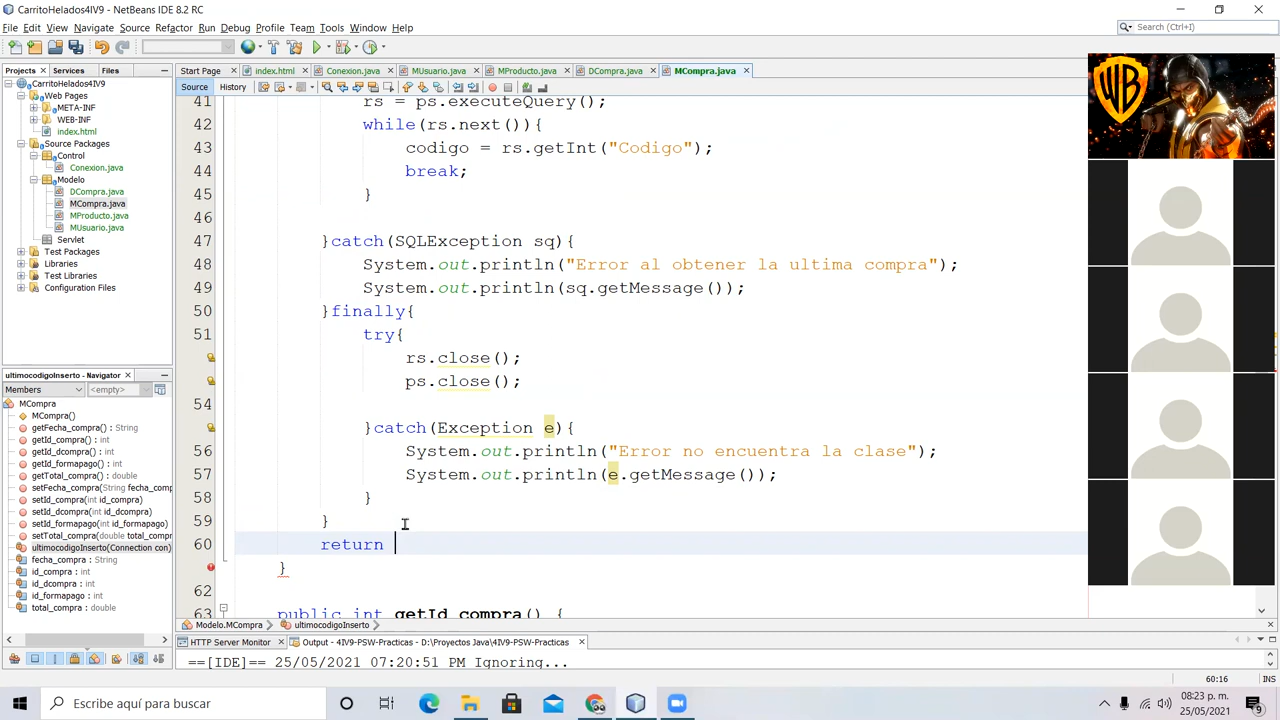 CarritoHelados4IV9 - NetBeans IDE 8.2 RC
File Edit View Navigate Source Refactor Run Debug Profile Team Tools Window Help
Search (Ctrl+I)
Projects Services Files
Start Page index.html Conexion.java MUsuario.java MProducto.java DCompra.java MCompra.java
Source History
CarritoHelados4IV9
Web Pages
META-INF
WEB-INF
index.html
Source Packages
Control
Conexion.java
Modelo
DCompra.java
MCompra.java
MProducto.java
MUsuario.java
Servlet
Test Packages
Libraries
Test Libraries
Configuration Files
41 rs = ps.executeQuery();
42 while(rs.next()){
43 codigo = rs.getInt("Codigo");
44 break;
45 }
46
47 }catch(SQLException sq){
48 System.out.println("Error al obtener la ultima compra");
49 System.out.println(sq.getMessage());
50 }finally{
51 try{
rs.close();
ps.close();
54
}catch(Exception e){
56 System.out.println("Error no encuentra la clase");
57 System.out.println(e.getMessage());
58 }
59 }
60 return
}
62
63 public int getId_compra() {
ultimocodigoInserto - Navigator
Members <empty>
MCompra
MCompra()
getFecha_compra() : String
getId_compra() : int
getId_dcompra() : int
getId_formapago() : int
getTotal_compra() : double
setFecha_compra(String fecha_comp
setId_compra(int id_compra)
setId_dcompra(int id_dcompra)
setId_formapago(int id_formapago)
setTotal_compra(double total_compr
ultimocodigoInserto(Connection con)
fecha_compra : String
id_compra : int
id_dcompra : int
id_formapago : int
total_compra : double
Modelo.MCompra ultimocodigoInserto
HTTP Server Monitor Output - 4IV9-PSW-Practicas - D:\Proyectos Java\4IV9-PSW-Practicas
==[IDE]== 25/05/2021 07:20:51 PM Ignoring...
60:16 INS
Escribe aquí para buscar
08:23 p. m.
25/05/2021
9
WB